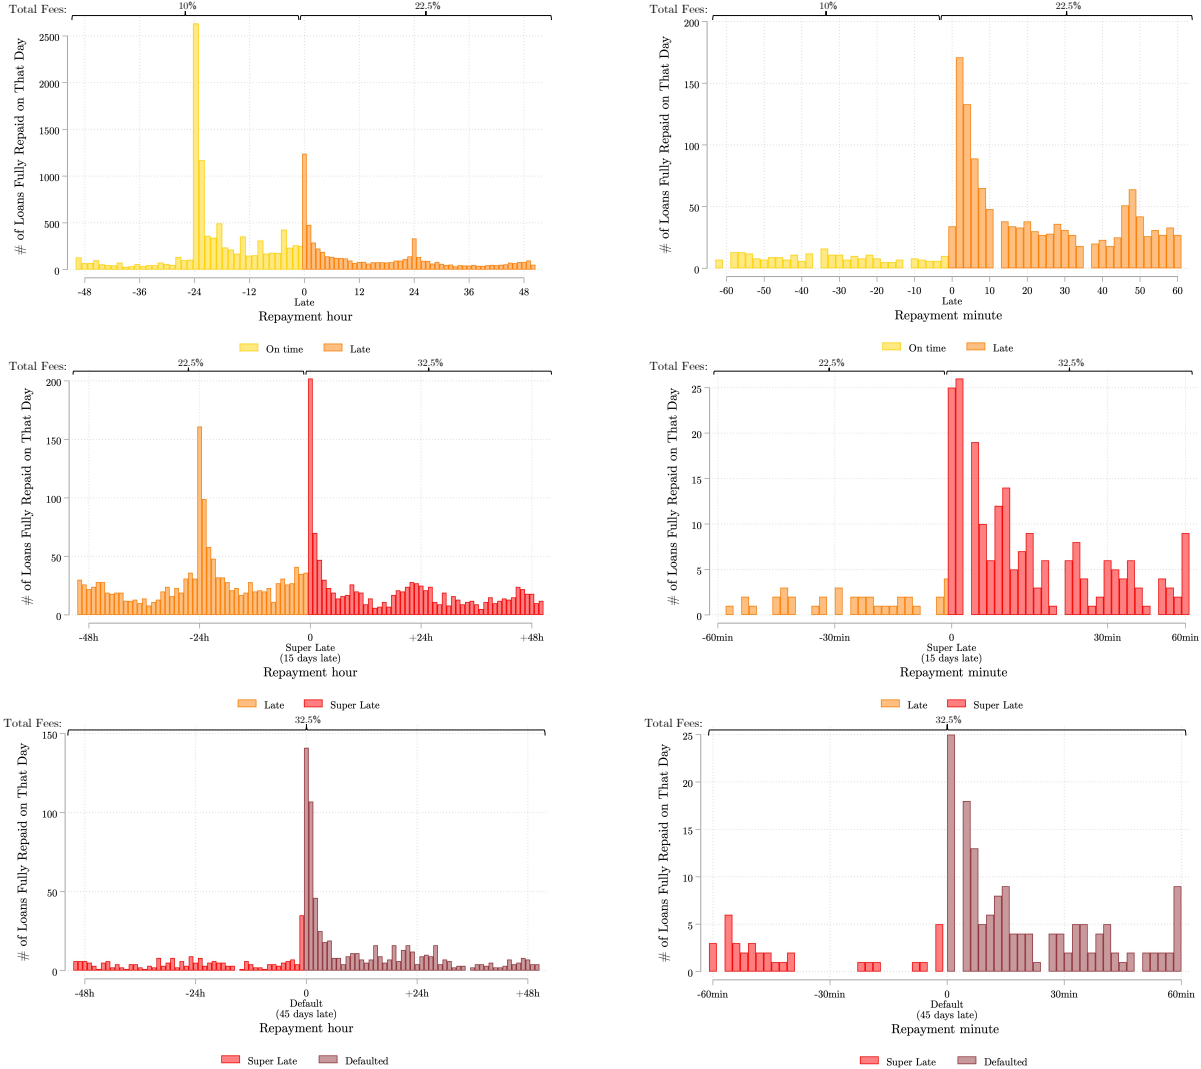 Total Fees: 10% 22.5%
# of Loans Fully Repaid on That Day
2500
2000
1500
1000
500
0
-48 -36 -24 -12 0 12 24 36 48
Late
Repayment hour
On time Late
Total Fees: 10% 22.5%
# of Loans Fully Repaid on That Day
200
150
100
50
0
-60 -50 -40 -30 -20 -10 0 10 20 30 40 50 60
Late
Repayment minute
On time Late
Total Fees: 22.5% 32.5%
# of Loans Fully Repaid on That Day
200
150
100
50
0
-48h -24h 0 +24h +48h
Super Late
(15 days late)
Repayment hour
Late Super Late
Total Fees: 22.5% 32.5%
# of Loans Fully Repaid on That Day
25
20
15
10
5
0
-60min -30min 0 30min 60min
Super Late
(15 days late)
Repayment minute
Late Super Late
Total Fees: 32.5%
# of Loans Fully Repaid on That Day
150
100
50
0
-48h -24h 0 +24h +48h
Default
(45 days late)
Repayment hour
Super Late Defaulted
Total Fees: 32.5%
# of Loans Fully Repaid on That Day
25
20
15
10
5
0
-60min -30min 0 30min 60min
Default
(45 days late)
Repayment minute
Super Late Defaulted